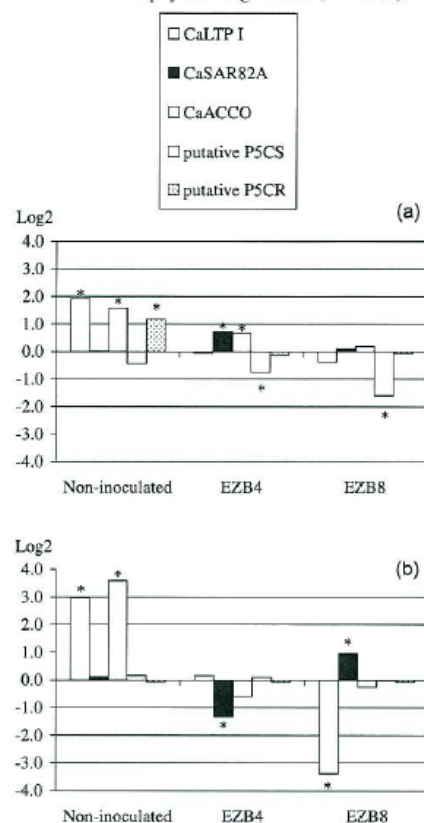 CaLTP I
CaSAR82A
CaACCO
putative P5CS
putative P5CR
Log2
(a)
4.0
3.0
2.0
1.0
0.0
-1.0
-2.0
-3.0
-4.0
* * * * * * *
Non-inoculated EZB4 EZB8
Log2
(b)
4.0
3.0
2.0
1.0
0.0
-1.0
-2.0
-3.0
-4.0
* * * * *
Non-inoculated EZB4 EZB8